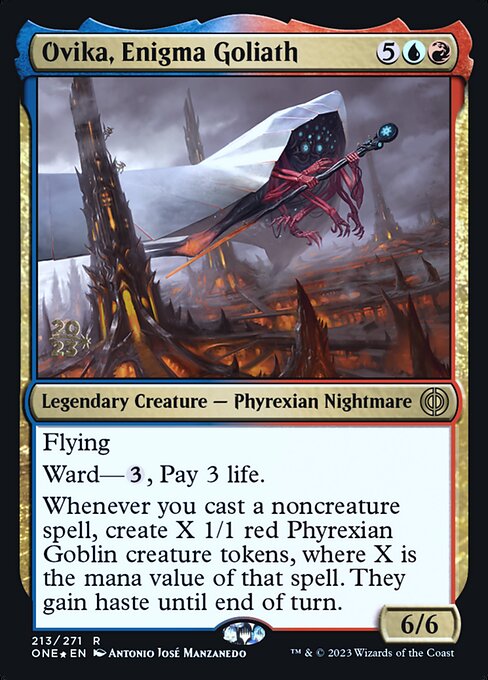 Ovika, Enigma Goliath 5
20
23
Legendary Creature — Phyrexian Nightmare
Flying
Ward—3, Pay 3 life.
Whenever you cast a noncreature
spell, create X 1/1 red Phyrexian
Goblin creature tokens, where X is
the mana value of that spell. They
gain haste until end of turn.
6/6
213/271 R
ONE★EN Antonio José Manzanedo
™ & © 2023 Wizards of the Coast